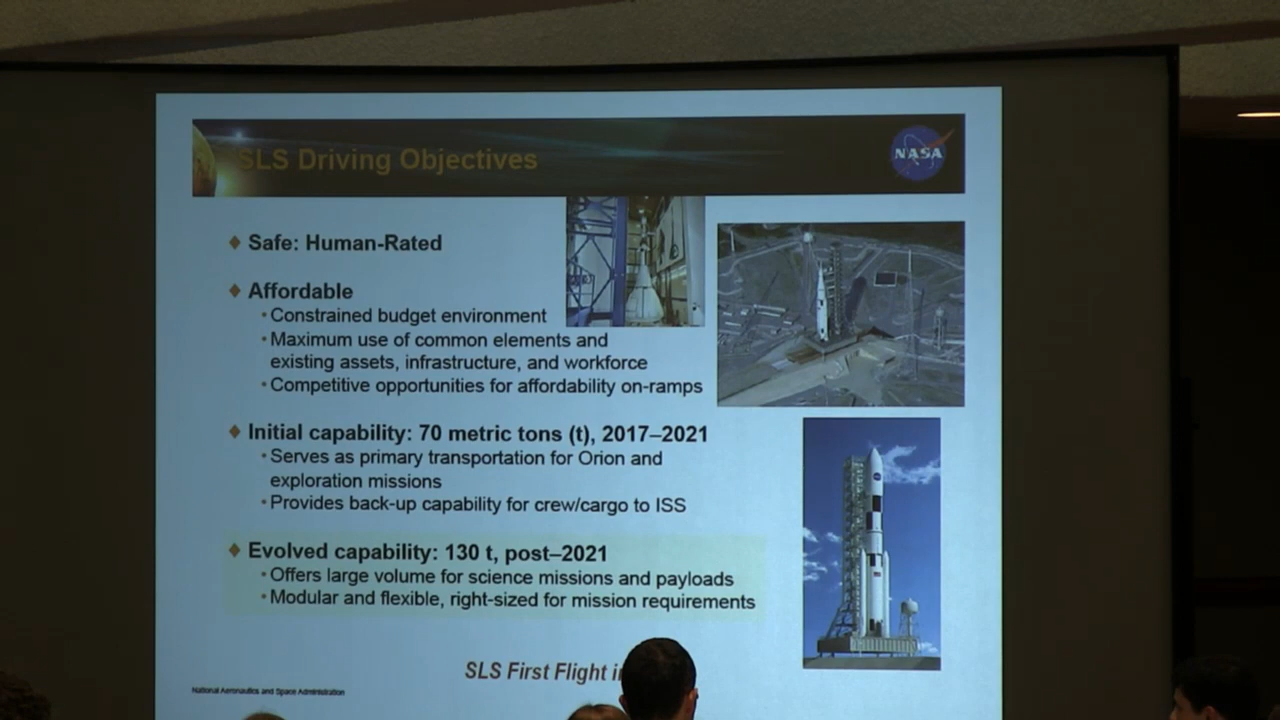 SLS Driving Objectives
NASA
Safe: Human-Rated
Affordable
Constrained budget environment
Maximum use of common elements and
existing assets, infrastructure, and workforce
Competitive opportunities for affordability on-ramps
Initial capability: 70 metric tons (t), 2017–2021
Serves as primary transportation for Orion and
exploration missions
Provides back-up capability for crew/cargo to ISS
Evolved capability: 130 t, post–2021
Offers large volume for science missions and payloads
Modular and flexible, right-sized for mission requirements
SLS First Flight
National Aeronautics and Space Administration